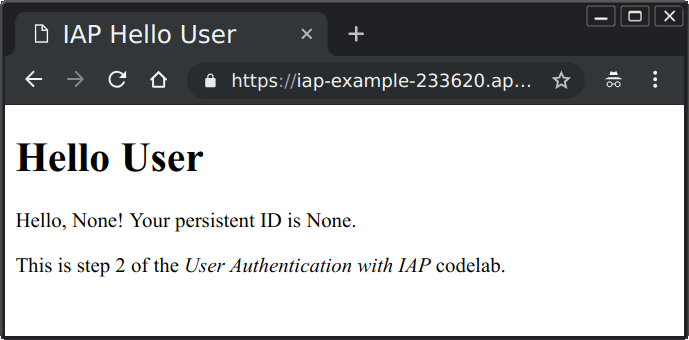 IAP Hello User
https://iap-example-233620.ap...
Hello User
Hello, None! Your persistent ID is None.
This is step 2 of the User Authentication with IAP codelab.